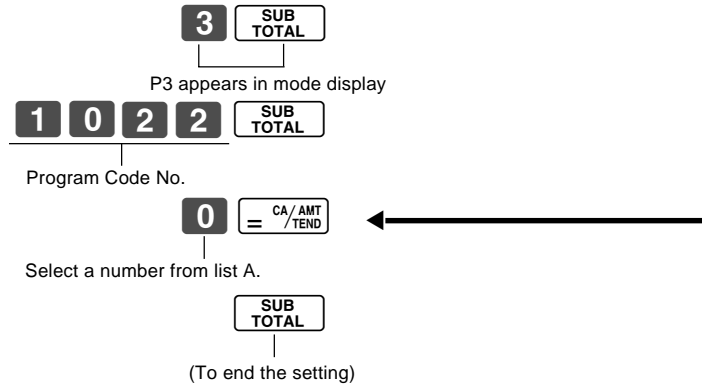 3 SUB TOTAL
P3 appears in mode display
1 0 2 2 SUB TOTAL
Program Code No.
0 = CA/AMT TEND
Select a number from list A.
SUB TOTAL
(To end the setting)